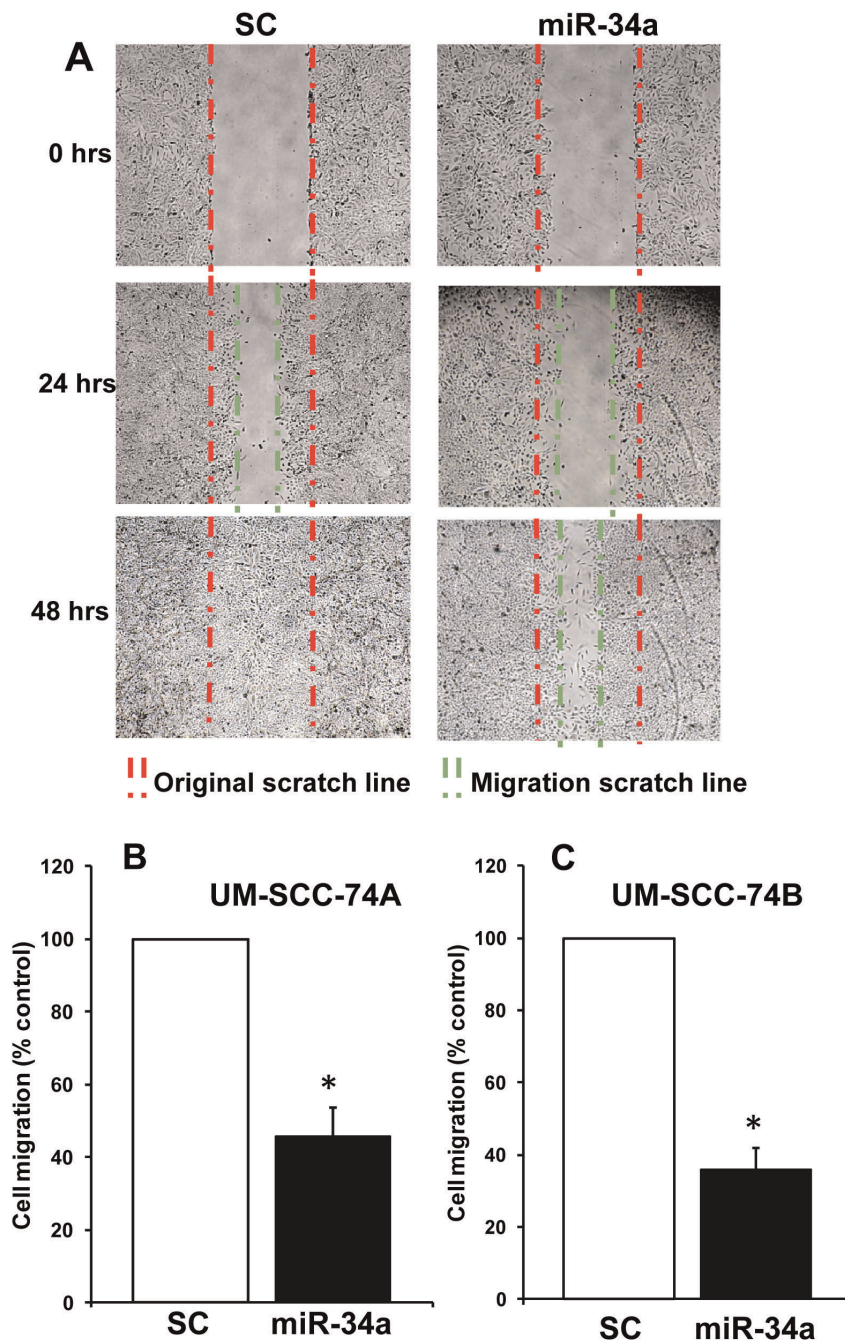 SC
miR-34a
A
0 hrs
24 hrs
48 hrs
Original scratch line
Migration scratch line
B
UM-SCC-74A
Cell migration (% control)
120
100
80
60
40
20
0
*
SC
miR-34a
C
UM-SCC-74B
Cell migration (% control)
120
100
80
60
40
20
0
*
SC
miR-34a